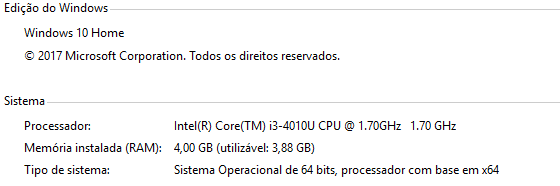 Edição do Windows
Windows 10 Home
© 2017 Microsoft Corporation. Todos os direitos reservados.
Sistema
Processador: Intel(R) Core(TM) i3-4010U CPU @ 1.70GHz 1.70 GHz
Memória instalada (RAM): 4,00 GB (utilizável: 3,88 GB)
Tipo de sistema: Sistema Operacional de 64 bits, processador com base em x64